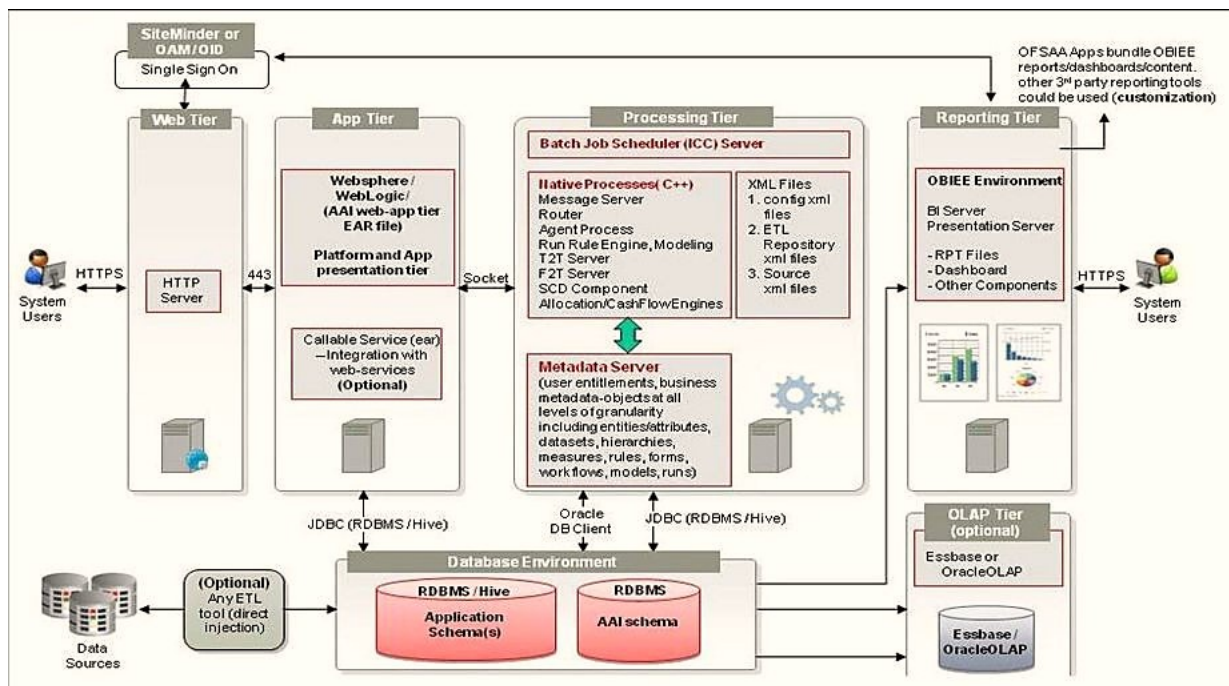 SiteMinder or
OAM/OID
Single Sign On
OFSAA Apps bundle OBIEE
reports/dashboards/content.
other 3rd party reporting tools
could be used (customization)
Web Tier
HTTP
Server
App Tier
Websphere /
WebLogic/
(AAI web-app tier
EAR file)
Platform and App
presentation tier
Callable Service (ear)
—Integration with
web-services
(Optional)
Processing Tier
Batch Job Scheduler (ICC) Server
Native Processes( C++)
Message Server
Router
Agent Process
Run Rule Engine, Modeling
T2T Server
F2T Server
SCD Component
Allocation/CashFlowEngines
XML Files
1. config xml
files
2. ETL
Repository
xml files
3. Source
xml files
Metadata Server
(user entitlements, business
metadata-objects at all
levels of granularity
including entities/attributes,
datasets, hierarchies,
measures, rules, forms,
workflows, models, runs)
Reporting Tier
OBIEE Environment
BI Server
Presentation Server
- RPT Files
- Dashboard
- Other Components
System
Users
HTTPS
443
Socket
HTTPS
System
Users
JDBC (RDBMS / Hive)
Oracle
DB Client
JDBC (RDBMS / Hive)
Database Environment
RDBMS / Hive
Application
Schema(s)
RDBMS
AAI schema
OLAP Tier
(optional)
Essbase or
OracleOLAP
Essbase /
OracleOLAP
(Optional)
Any ETL
tool (direct
injection)
Data
Sources